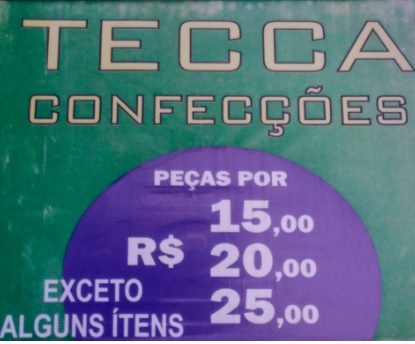 TECCA
CONFECÇÕES
PEÇAS POR
15,00
R$ 20,00
25,00
EXCETO
ALGUNS ÍTENS